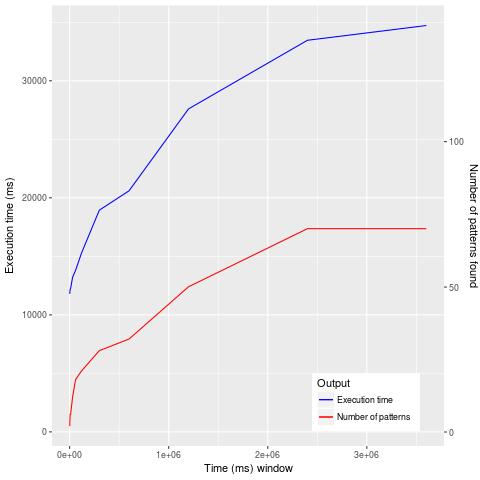 Execution time (ms)
30000
20000
10000
0
100
50
0
Number of patterns found
Output
Execution time
Number of patterns
0e+00 1e+06 2e+06 3e+06
Time (ms) window